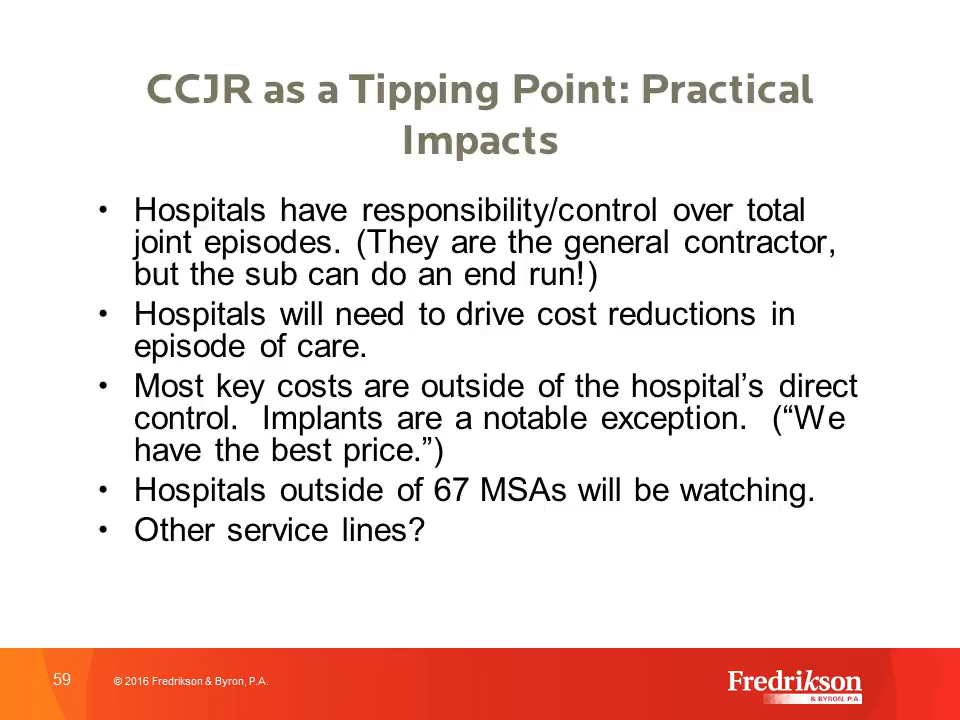 CCJR as a Tipping Point: Practical
Impacts
• Hospitals have responsibility/control over total
joint episodes. (They are the general contractor,
but the sub can do an end run!)
• Hospitals will need to drive cost reductions in
episode of care.
• Most key costs are outside of the hospital’s direct
control.  Implants are a notable exception.  (“We
have the best price.”)
• Hospitals outside of 67 MSAs will be watching.
• Other service lines?
59
© 2016 Fredrikson & Byron, P.A.
Fredrikson
& BYRON, P.A.